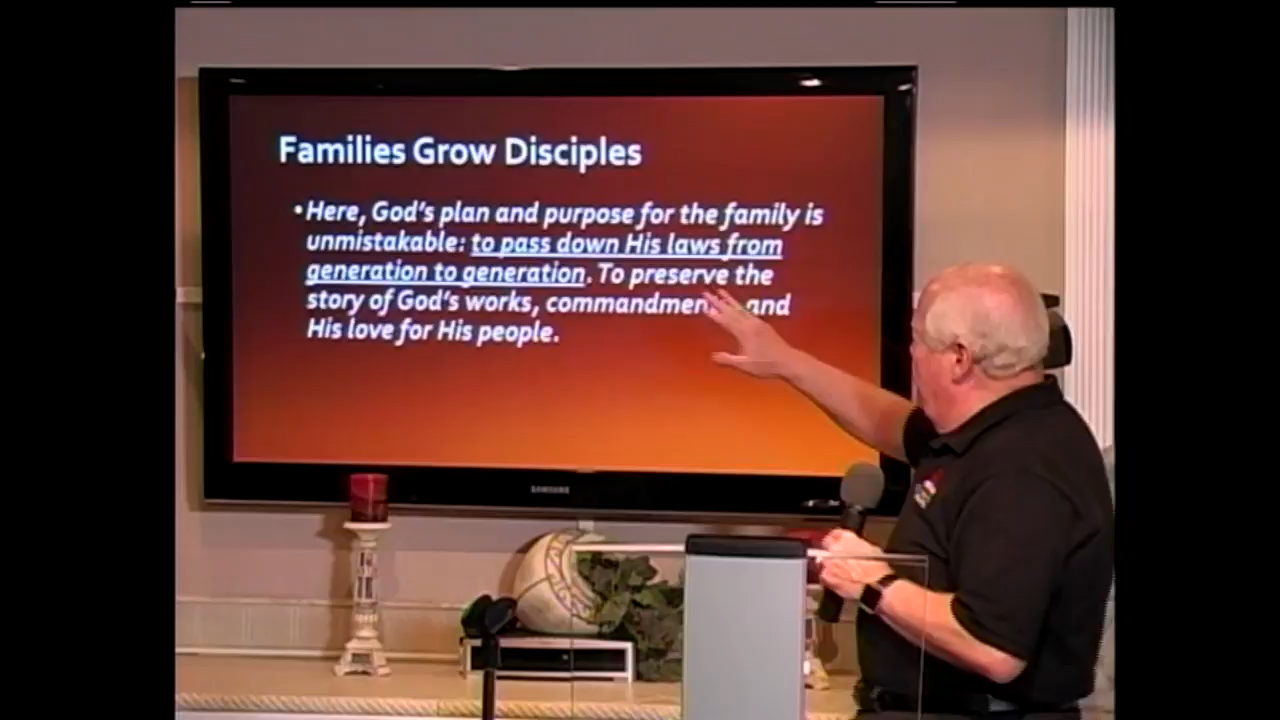 Families Grow Disciples
• Here, God's plan and purpose for the family is
unmistakable: to pass down His laws from
generation to generation. To preserve the
story of God's works, commandmen and
His love for His people.
SAMSUNG